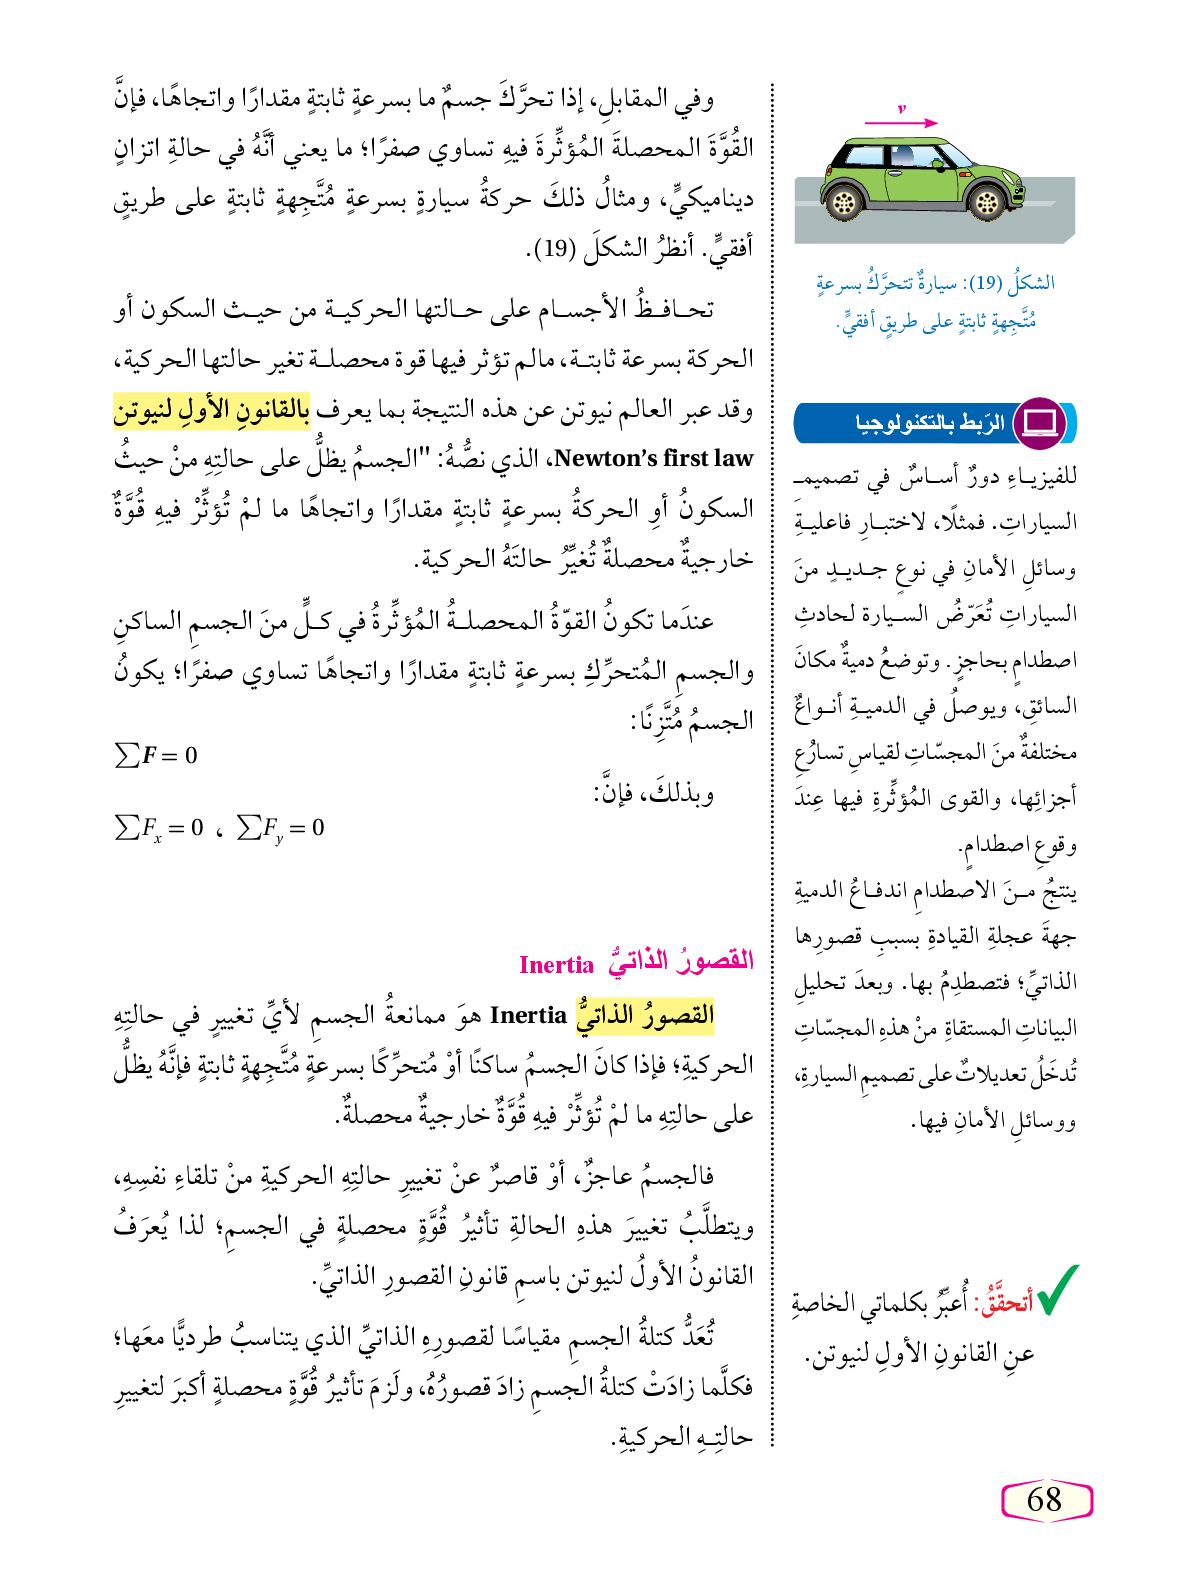 وفي المقابلِ، إذا تحرَّكَ جسمٌ ما بسرعةٍ ثابتةٍ مقدارًا واتجاهًا، فإنَّ
القُوَّةَ المحصلةَ المُؤثِّرةَ فيهِ تساوي صفرًا؛ ما يعني أنَّهُ في حالةِ اتزانٍ
ديناميكيٍّ، ومثالُ ذلكَ حركةُ سيارةٍ بسرعةٍ مُتَّجِهةٍ ثابتةٍ على طريقٍ
أفقيٍّ. أنظرُ الشكلَ (19).
تحافظُ الأجسام على حالتها الحركية من حيث السكون أو
الحركة بسرعة ثابتة، مالم تؤثر فيها قوة محصلة تغير حالتها الحركية،
وقد عبر العالم نيوتن عن هذه النتيجة بما يعرف بالقانونِ الأولِ لنيوتن
Newton's first law، الذي نصُّهُ: "الجسمُ يظلُّ على حالتِهِ منْ حيثُ
السكونُ أوِ الحركةُ بسرعةٍ ثابتةٍ مقدارًا واتجاهًا ما لمْ تُؤثِّرْ فيهِ قُوَّةٌ
خارجيةٌ محصلةٌ تُغيِّرُ حالتَهُ الحركية.
عندَما تكونُ القوّةُ المحصلةُ المُؤثِّرةُ في كلٍّ منَ الجسمِ الساكنِ
والجسمِ المُتحرِّكِ بسرعةٍ ثابتةٍ مقدارًا واتجاهًا تساوي صفرًا؛ يكونُ
الجسمُ مُتَّزِنًا:
∑F = 0
وبذلكَ، فإنَّ:
∑Fx = 0 ، ∑Fy = 0
القصورُ الذاتيُّ Inertia
القصورُ الذاتيُّ Inertia هوَ ممانعةُ الجسمِ لأيِّ تغييرٍ في حالتِهِ
الحركيةِ؛ فإذا كانَ الجسمُ ساكنًا أوْ مُتحرِّكًا بسرعةٍ مُتَّجِهةٍ ثابتةٍ فإنَّهُ يظلُّ
على حالتِهِ ما لمْ تُؤثِّرْ فيهِ قُوَّةٌ خارجيةٌ محصلةٌ.
فالجسمُ عاجزٌ، أوْ قاصرٌ عنْ تغييرِ حالتِهِ الحركيةِ منْ تلقاءِ نفسِهِ،
ويتطلَّبُ تغييرَ هذهِ الحالةِ تأثيرُ قُوَّةٍ محصلةٍ في الجسمِ؛ لذا يُعرَفُ
القانونُ الأولُ لنيوتن باسمِ قانونِ القصورِ الذاتيِّ.
تُعَدُّ كتلةُ الجسمِ مقياسًا لقصورِهِ الذاتيِّ الذي يتناسبُ طرديًّا معَها؛
فكلَّما زادَتْ كتلةُ الجسمِ زادَ قصورُهُ، ولَزمَ تأثيرُ قُوَّةٍ محصلةٍ أكبرَ لتغييرِ
حالتِهِ الحركيةِ.
v
الشكلُ (19): سيارةٌ تتحرَّكُ بسرعةٍ
مُتَّجِهةٍ ثابتةٍ على طريقٍ أفقيٍّ.
الرّبط بالتكنولوجيا
للفيزياءِ دورٌ أساسٌ في تصميمِ
السياراتِ. فمثلًا، لاختبارِ فاعليةِ
وسائلِ الأمانِ في نوعٍ جديدٍ منَ
السياراتِ تُعَرّضُ السيارة لحادثِ
اصطدامٍ بحاجزٍ. وتوضعُ دميةٌ مكانَ
السائقِ، ويوصلُ في الدميةِ أنواعٌ
مختلفةٌ منَ المجسّاتِ لقياسِ تسارُعِ
أجزائِها، والقوى المُؤثِّرةِ فيها عِندَ
وقوعِ اصطدامٍ.
ينتجُ منَ الاصطدامِ اندفاعُ الدميةِ
جهةَ عجلةِ القيادةِ بسببِ قصورِها
الذاتيِّ؛ فتصطدِمُ بها. وبعدَ تحليلِ
البياناتِ المستقاةِ منْ هذهِ المجسّاتِ
تُدخَلُ تعديلاتٌ على تصميمِ السيارةِ،
ووسائلِ الأمانِ فيها.
أتحقَّقُ: أُعبِّرُ بكلماتي الخاصةِ
عنِ القانونِ الأولِ لنيوتن.
68